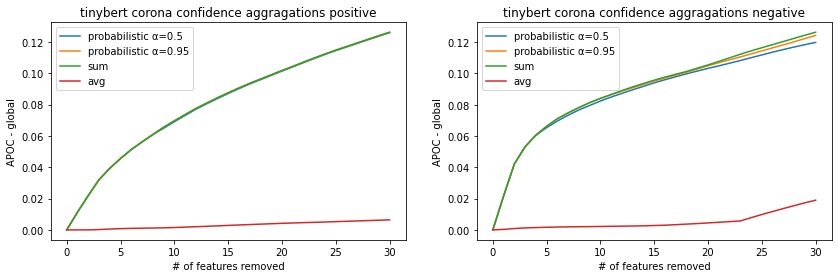 tinybert corona confidence aggragations positive
probabilistic α=0.5
probabilistic α=0.95
sum
avg
APOC - global
0.12
0.10
0.08
0.06
0.04
0.02
0.00
0 5 10 15 20 25 30
# of features removed
tinybert corona confidence aggragations negative
probabilistic α=0.5
probabilistic α=0.95
sum
avg
APOC - global
0.12
0.10
0.08
0.06
0.04
0.02
0.00
0 5 10 15 20 25 30
# of features removed